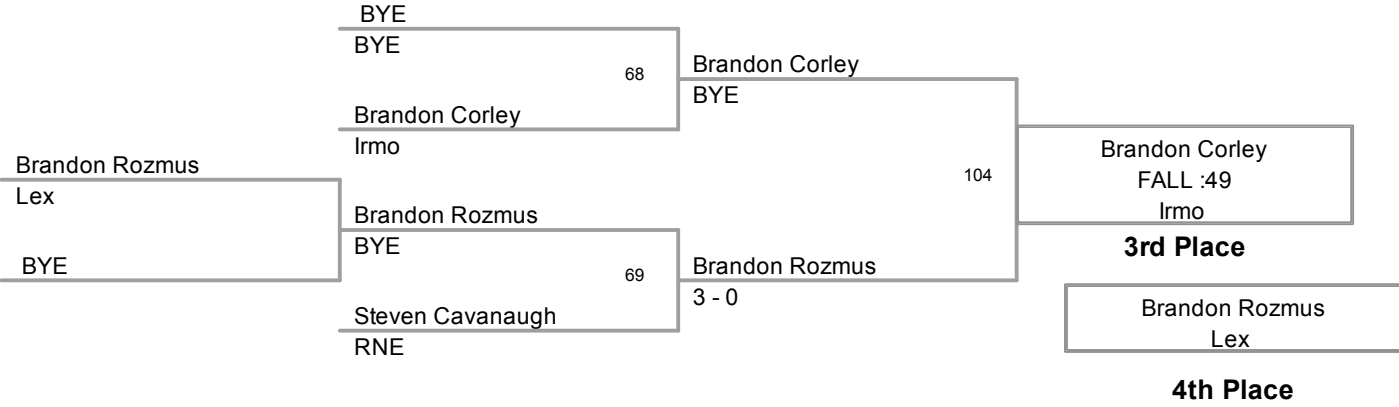 BYE
BYE
68
Brandon Corley
Irmo
Brandon Rozmus
Lex
BYE
Brandon Rozmus
BYE
69
Steven Cavanaugh
RNE
Brandon Corley
BYE
104
Brandon Rozmus
3 - 0
Brandon Corley
FALL :49
Irmo
3rd Place
Brandon Rozmus
Lex
4th Place